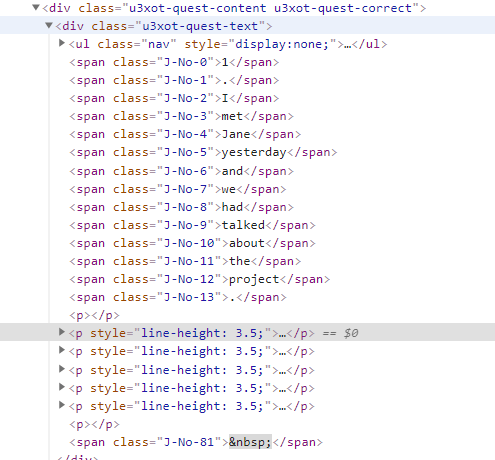 ▼<div class="u3xot-quest-content u3xot-quest-correct">
▼<div class="u3xot-quest-text">
▶<ul class="nav" style="display:none;">…</ul>
<span class="J-No-0">1</span>
<span class="J-No-1">.</span>
<span class="J-No-2">I</span>
<span class="J-No-3">met</span>
<span class="J-No-4">Jane</span>
<span class="J-No-5">yesterday</span>
<span class="J-No-6">and</span>
<span class="J-No-7">we</span>
<span class="J-No-8">had</span>
<span class="J-No-9">talked</span>
<span class="J-No-10">about</span>
<span class="J-No-11">the</span>
<span class="J-No-12">project</span>
<span class="J-No-13">.</span>
<p></p>
▶<p style="line-height: 3.5;">…</p> == $0
▶<p style="line-height: 3.5;">…</p>
▶<p style="line-height: 3.5;">…</p>
▶<p style="line-height: 3.5;">…</p>
▶<p style="line-height: 3.5;">…</p>
<p></p>
<span class="J-No-81">&nbsp;</span>
</div>